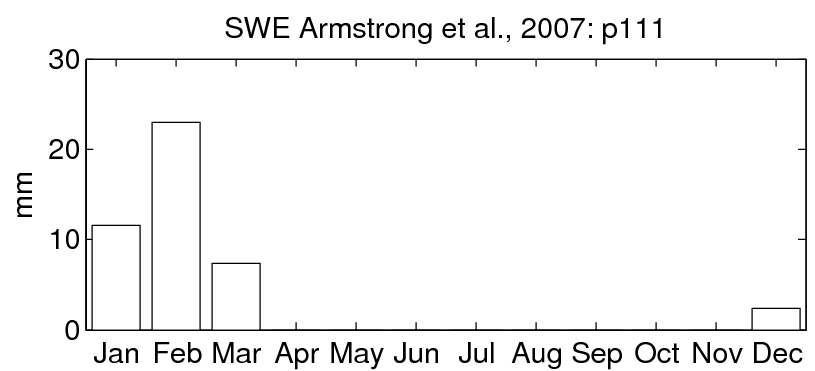 SWE Armstrong et al., 2007: p111
30
20
10
0
mm
Jan Feb Mar Apr May Jun Jul Aug Sep Oct Nov Dec